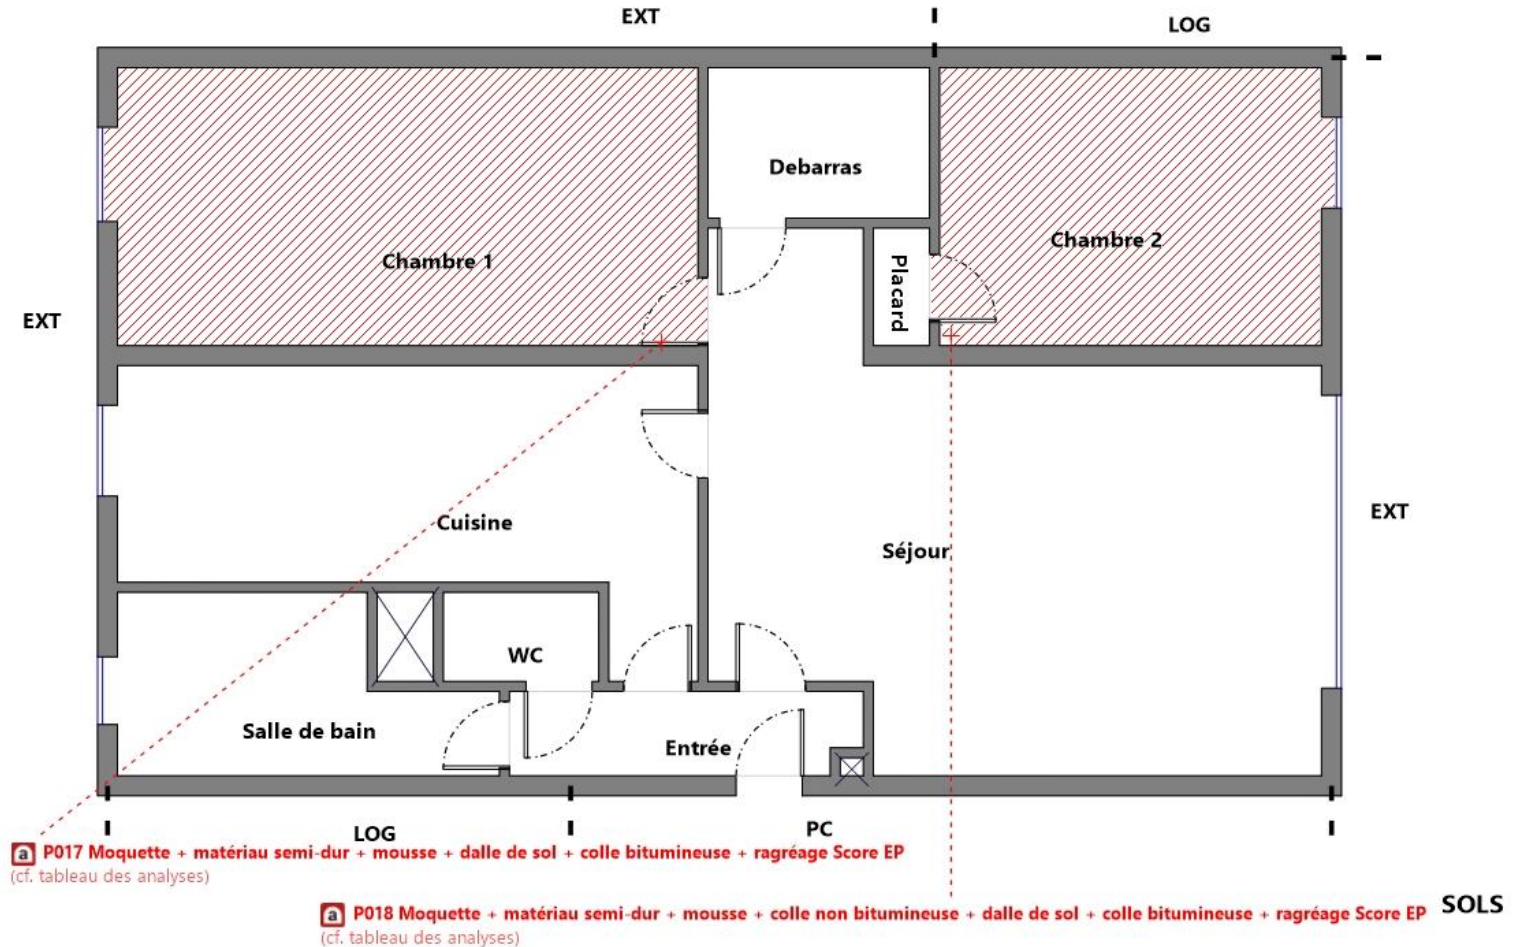 EXT
LOG
Debarras
Chambre 2
Chambre 1
Placard
EXT
Cuisine
EXT
Séjour
WC
Salle de bain
Entrée
LOG
PC
a P017 Moquette + matériau semi-dur + mousse + dalle de sol + colle bitumineuse + ragréage Score EP
(cf. tableau des analyses)
SOLS
a P018 Moquette + matériau semi-dur + mousse + colle non bitumineuse + dalle de sol + colle bitumineuse + ragréage Score EP
(cf. tableau des analyses)